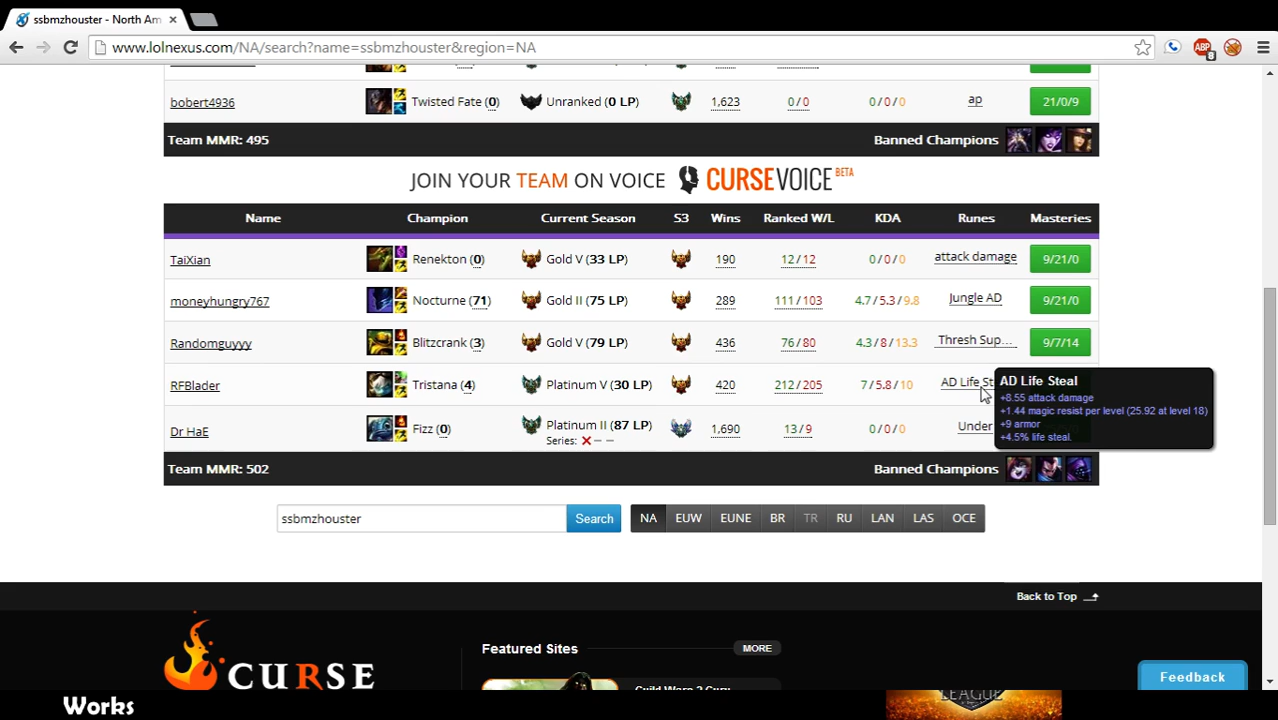 ssbmzhouster - North Am
www.lolnexus.com/NA/search?name=ssbmzhouster&region=NA
ABP
8
bobert4936 Twisted Fate (0) Unranked (0 LP) 1,623 0/0 0/0/0 ap 21/0/9
Team MMR: 495 Banned Champions
JOIN YOUR TEAM ON VOICE CURSEVOICE BETA
Name Champion Current Season S3 Wins Ranked W/L KDA Runes Masteries
TaiXian Renekton (0) Gold V (33 LP) 190 12/12 0/0/0 attack damage 9/21/0
moneyhungry767 Nocturne (71) Gold II (75 LP) 289 111/103 4.7/5.3/9.8 Jungle AD 9/21/0
Randomguyyy Blitzcrank (3) Gold V (79 LP) 436 76/80 4.3/8/13.3 Thresh Sup... 9/7/14
RFBlader Tristana (4) Platinum V (30 LP) 420 212/205 7/5.8/10 AD Life St
AD Life Steal
+8.55 attack damage
+1.44 magic resist per level (25.92 at level 18)
+9 armor
+4.5% life steal.
Dr HaE Fizz (0) Platinum II (87 LP) 1,690 13/9 0/0/0 Under
Series:
Team MMR: 502 Banned Champions
ssbmzhouster Search NA EUW EUNE BR TR RU LAN LAS OCE
Back to Top
Featured Sites MORE
CURSE
Feedback
Works
LEAGUE